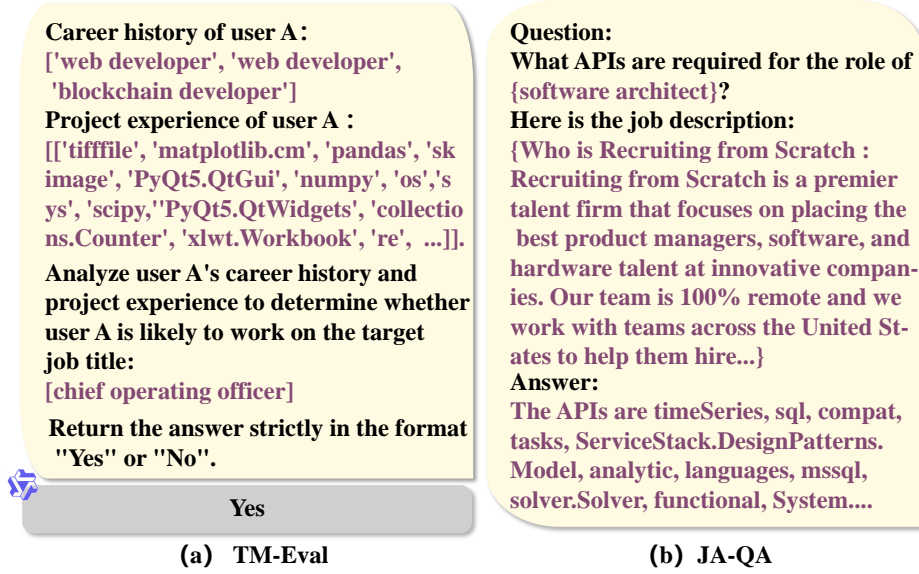 Career history of user A:
['web developer', 'web developer',
'blockchain developer']
Project experience of user A :
[['tifffile', 'matplotlib.cm', 'pandas', 'sk
image', 'PyQt5.QtGui', 'numpy', 'os','s
ys', 'scipy,''PyQt5.QtWidgets', 'collectio
ns.Counter', 'xlwt.Workbook', 're', ...]].
Analyze user A's career history and
project experience to determine whether
user A is likely to work on the target
job title:
[chief operating officer]
Return the answer strictly in the format
"Yes" or "No".
Yes
(a) TM-Eval
Question:
What APIs are required for the role of
{software architect}?
Here is the job description:
{Who is Recruiting from Scratch :
Recruiting from Scratch is a premier
talent firm that focuses on placing the
best product managers, software, and
hardware talent at innovative compan-
ies. Our team is 100% remote and we
work with teams across the United St-
ates to help them hire...}
Answer:
The APIs are timeSeries, sql, compat,
tasks, ServiceStack.DesignPatterns.
Model, analytic, languages, mssql,
solver.Solver, functional, System....
(b) JA-QA